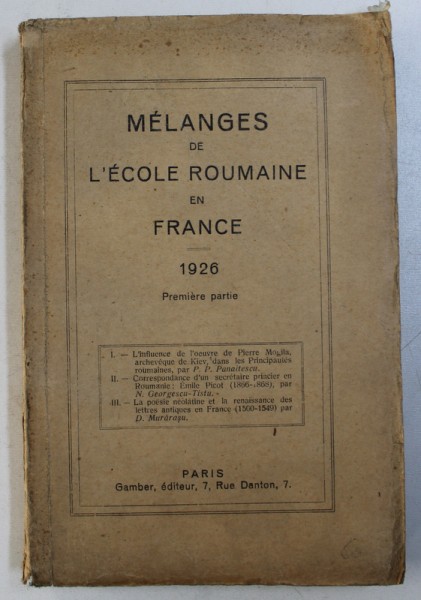 MÉLANGES
DE
L'ÉCOLE ROUMAINE
EN
FRANCE
1926
Première partie
I. — L'Influence de l'oeuvre de Pierre Mogila,
archevêque de Kiev, dans les Principautés
roumaines, par P. P. Panaitescu.
II. — Correspondance d'un secrétaire princier en
Roumanie: Emile Picot (1866-1868), par
N. Georgescu-Tistu.
III. — La poésie néolatine et la renaissance des
lettres antiques en France (1500-1549) par
D. Murăraşu.
PARIS
Gamber, éditeur, 7, Rue Danton, 7.